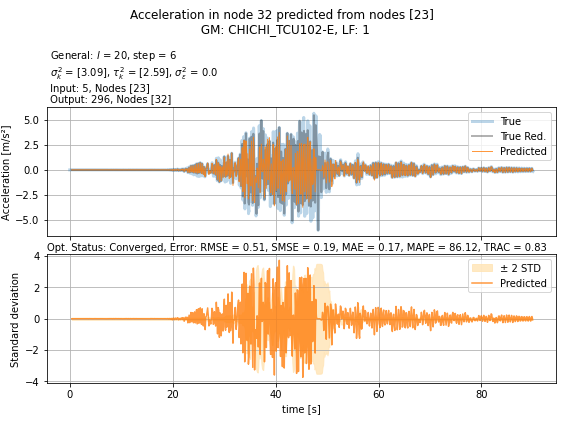 Acceleration in node 32 predicted from nodes [23]
GM: CHICHI_TCU102-E, LF: 1
General: l = 20, step = 6
σ²ₖ = [3.09], τ²ₖ = [2.59], σ²ε = 0.0
Input: 5, Nodes [23]
Output: 296, Nodes [32]
Acceleration [m/s²]
5.0
2.5
0.0
−2.5
−5.0
True
True Red.
Predicted
Opt. Status: Converged, Error: RMSE = 0.51, SMSE = 0.19, MAE = 0.17, MAPE = 86.12, TRAC = 0.83
Standard deviation
4
2
0
−2
−4
± 2 STD
Predicted
0 20 40 60 80
time [s]